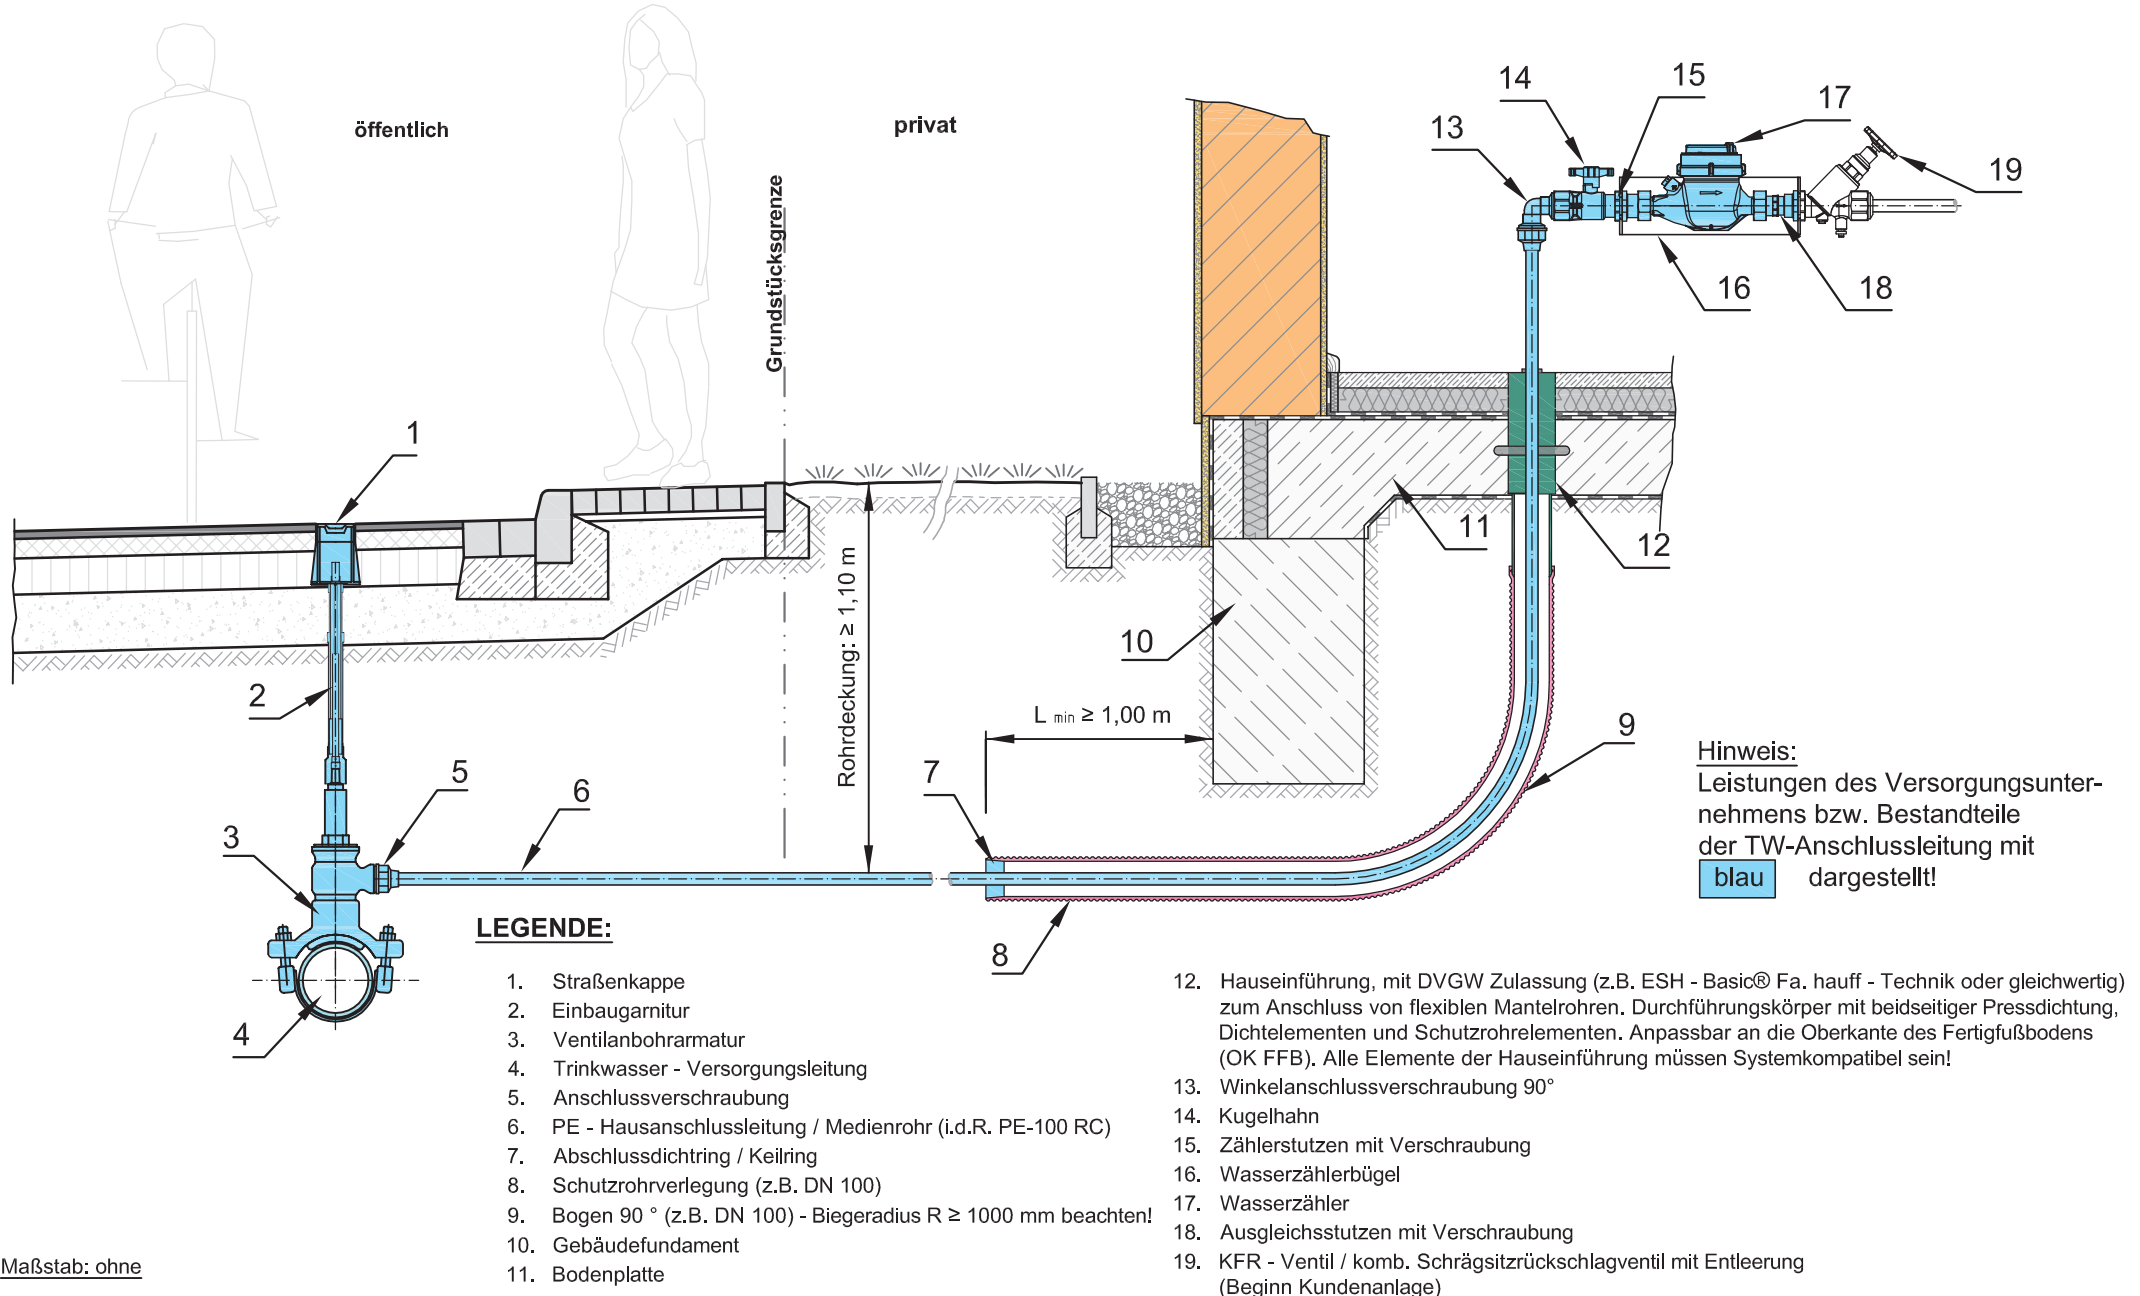 öffentlich
privat
Grundstücksgrenze
1
2
3
4
5
6
Rohrdeckung: ≥ 1,10 m
L min ≥ 1,00 m
7
8
9
10
11
12
13
14
15
16
17
18
19
Hinweis:
Leistungen des Versorgungsunter-
nehmens bzw. Bestandteile
der TW-Anschlussleitung mit
blau dargestellt!
LEGENDE:
1. Straßenkappe
2. Einbaugarnitur
3. Ventilanbohrarmatur
4. Trinkwasser - Versorgungsleitung
5. Anschlussverschraubung
6. PE - Hausanschlussleitung / Medienrohr (i.d.R. PE-100 RC)
7. Abschlussdichtring / Keilring
8. Schutzrohrverlegung (z.B. DN 100)
9. Bogen 90 ° (z.B. DN 100) - Biegeradius R ≥ 1000 mm beachten!
10. Gebäudefundament
11. Bodenplatte
12. Hauseinführung, mit DVGW Zulassung (z.B. ESH - Basic® Fa. hauff - Technik oder gleichwertig)
zum Anschluss von flexiblen Mantelrohren. Durchführungskörper mit beidseitiger Pressdichtung,
Dichtelementen und Schutzrohrelementen. Anpassbar an die Oberkante des Fertigfußbodens
(OK FFB). Alle Elemente der Hauseinführung müssen Systemkompatibel sein!
13. Winkelanschlussverschraubung 90°
14. Kugelhahn
15. Zählerstutzen mit Verschraubung
16. Wasserzählerbügel
17. Wasserzähler
18. Ausgleichsstutzen mit Verschraubung
19. KFR - Ventil / komb. Schrägsitzrückschlagventil mit Entleerung
(Beginn Kundenanlage)
Maßstab: ohne